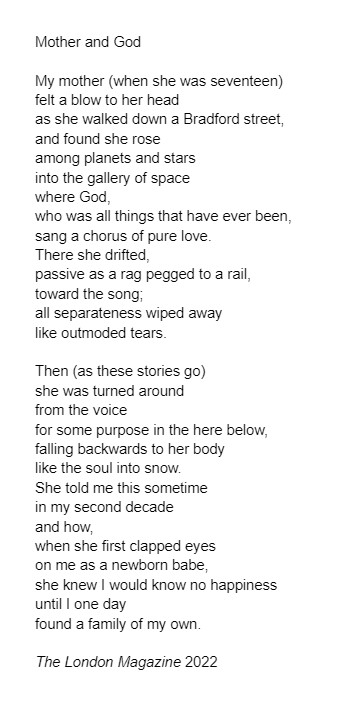 Mother and God

My mother (when she was seventeen)
felt a blow to her head
as she walked down a Bradford street,
and found she rose
among planets and stars
into the gallery of space
where God,
who was all things that have ever been,
sang a chorus of pure love.
There she drifted,
passive as a rag pegged to a rail,
toward the song;
all separateness wiped away
like outmoded tears.

Then (as these stories go)
she was turned around
from the voice
for some purpose in the here below,
falling backwards to her body
like the soul into snow.
She told me this sometime
in my second decade
and how,
when she first clapped eyes
on me as a newborn babe,
she knew I would know no happiness
until I one day
found a family of my own.

The London Magazine 2022